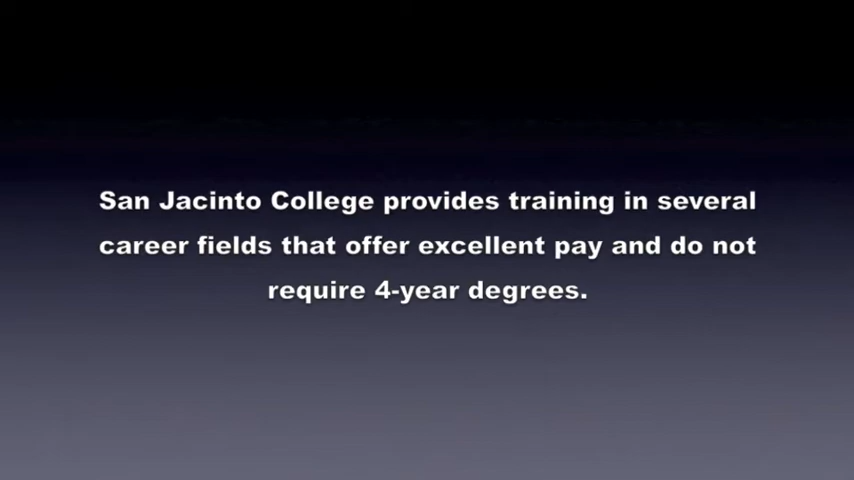 San Jacinto College provides training in several
career fields that offer excellent pay and do not
require 4-year degrees.